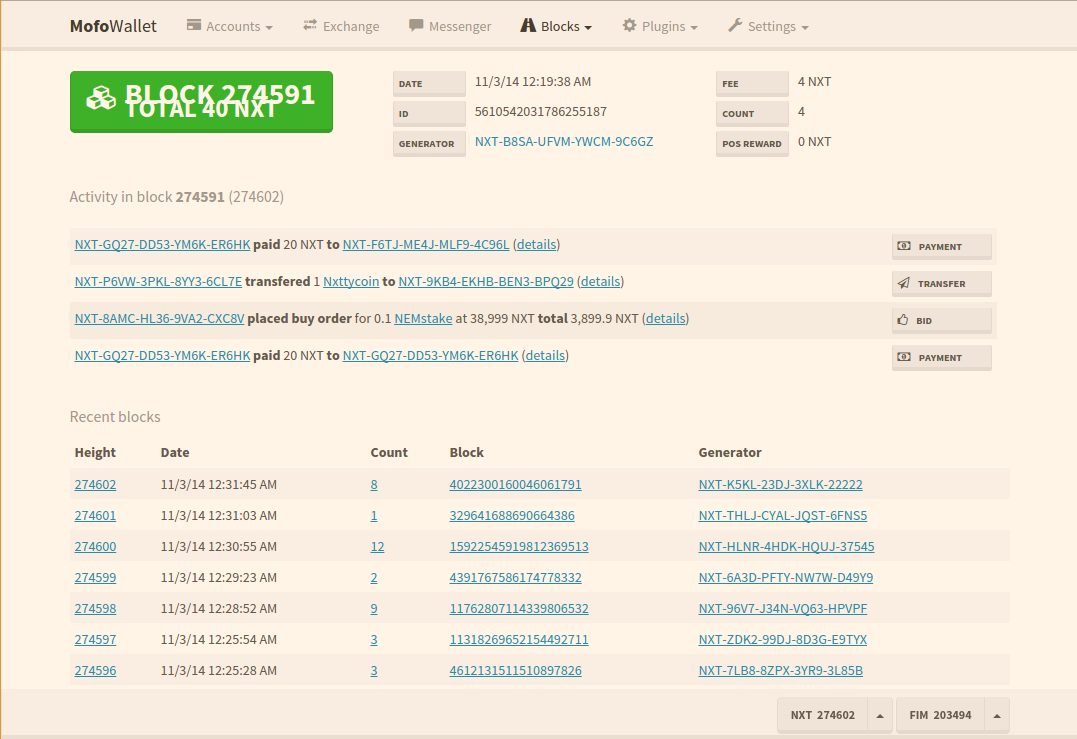 MofoWallet Accounts Exchange Messenger Blocks Plugins Settings
BLOCK 274591
TOTAL 40 NXT
DATE 11/3/14 12:19:38 AM
ID 5610542031786255187
GENERATOR NXT-B8SA-UFVM-YWCM-9C6GZ
FEE 4 NXT
COUNT 4
POS REWARD 0 NXT
Activity in block 274591 (274602)
NXT-GQ27-DD53-YM6K-ER6HK paid 20 NXT to NXT-F6TJ-ME4J-MLF9-4C96L (details) PAYMENT
NXT-P6VW-3PKL-8YY3-6CL7E transfered 1 Nxttycoin to NXT-9KB4-EKHB-BEN3-BPQ29 (details) TRANSFER
NXT-8AMC-HL36-9VA2-CXC8V placed buy order for 0.1 NEMstake at 38,999 NXT total 3,899.9 NXT (details) BID
NXT-GQ27-DD53-YM6K-ER6HK paid 20 NXT to NXT-GQ27-DD53-YM6K-ER6HK (details) PAYMENT
Recent blocks
Height Date Count Block Generator
274602 11/3/14 12:31:45 AM 8 4022300160046061791 NXT-K5KL-23DJ-3XLK-22222
274601 11/3/14 12:31:03 AM 1 329641688690664386 NXT-THLJ-CYAL-JQST-6FNS5
274600 11/3/14 12:30:55 AM 12 15922545919812369513 NXT-HLNR-4HDK-HQUJ-37545
274599 11/3/14 12:29:23 AM 2 4391767586174778332 NXT-6A3D-PFTY-NW7W-D49Y9
274598 11/3/14 12:28:52 AM 9 11762807114339806532 NXT-96V7-J34N-VQ63-HPVPF
274597 11/3/14 12:25:54 AM 3 11318269652154492711 NXT-ZDK2-99DJ-8D3G-E9TYX
274596 11/3/14 12:25:28 AM 3 4612131511510897826 NXT-7LB8-8ZPX-3YR9-3L85B
NXT 274602 FIM 203494